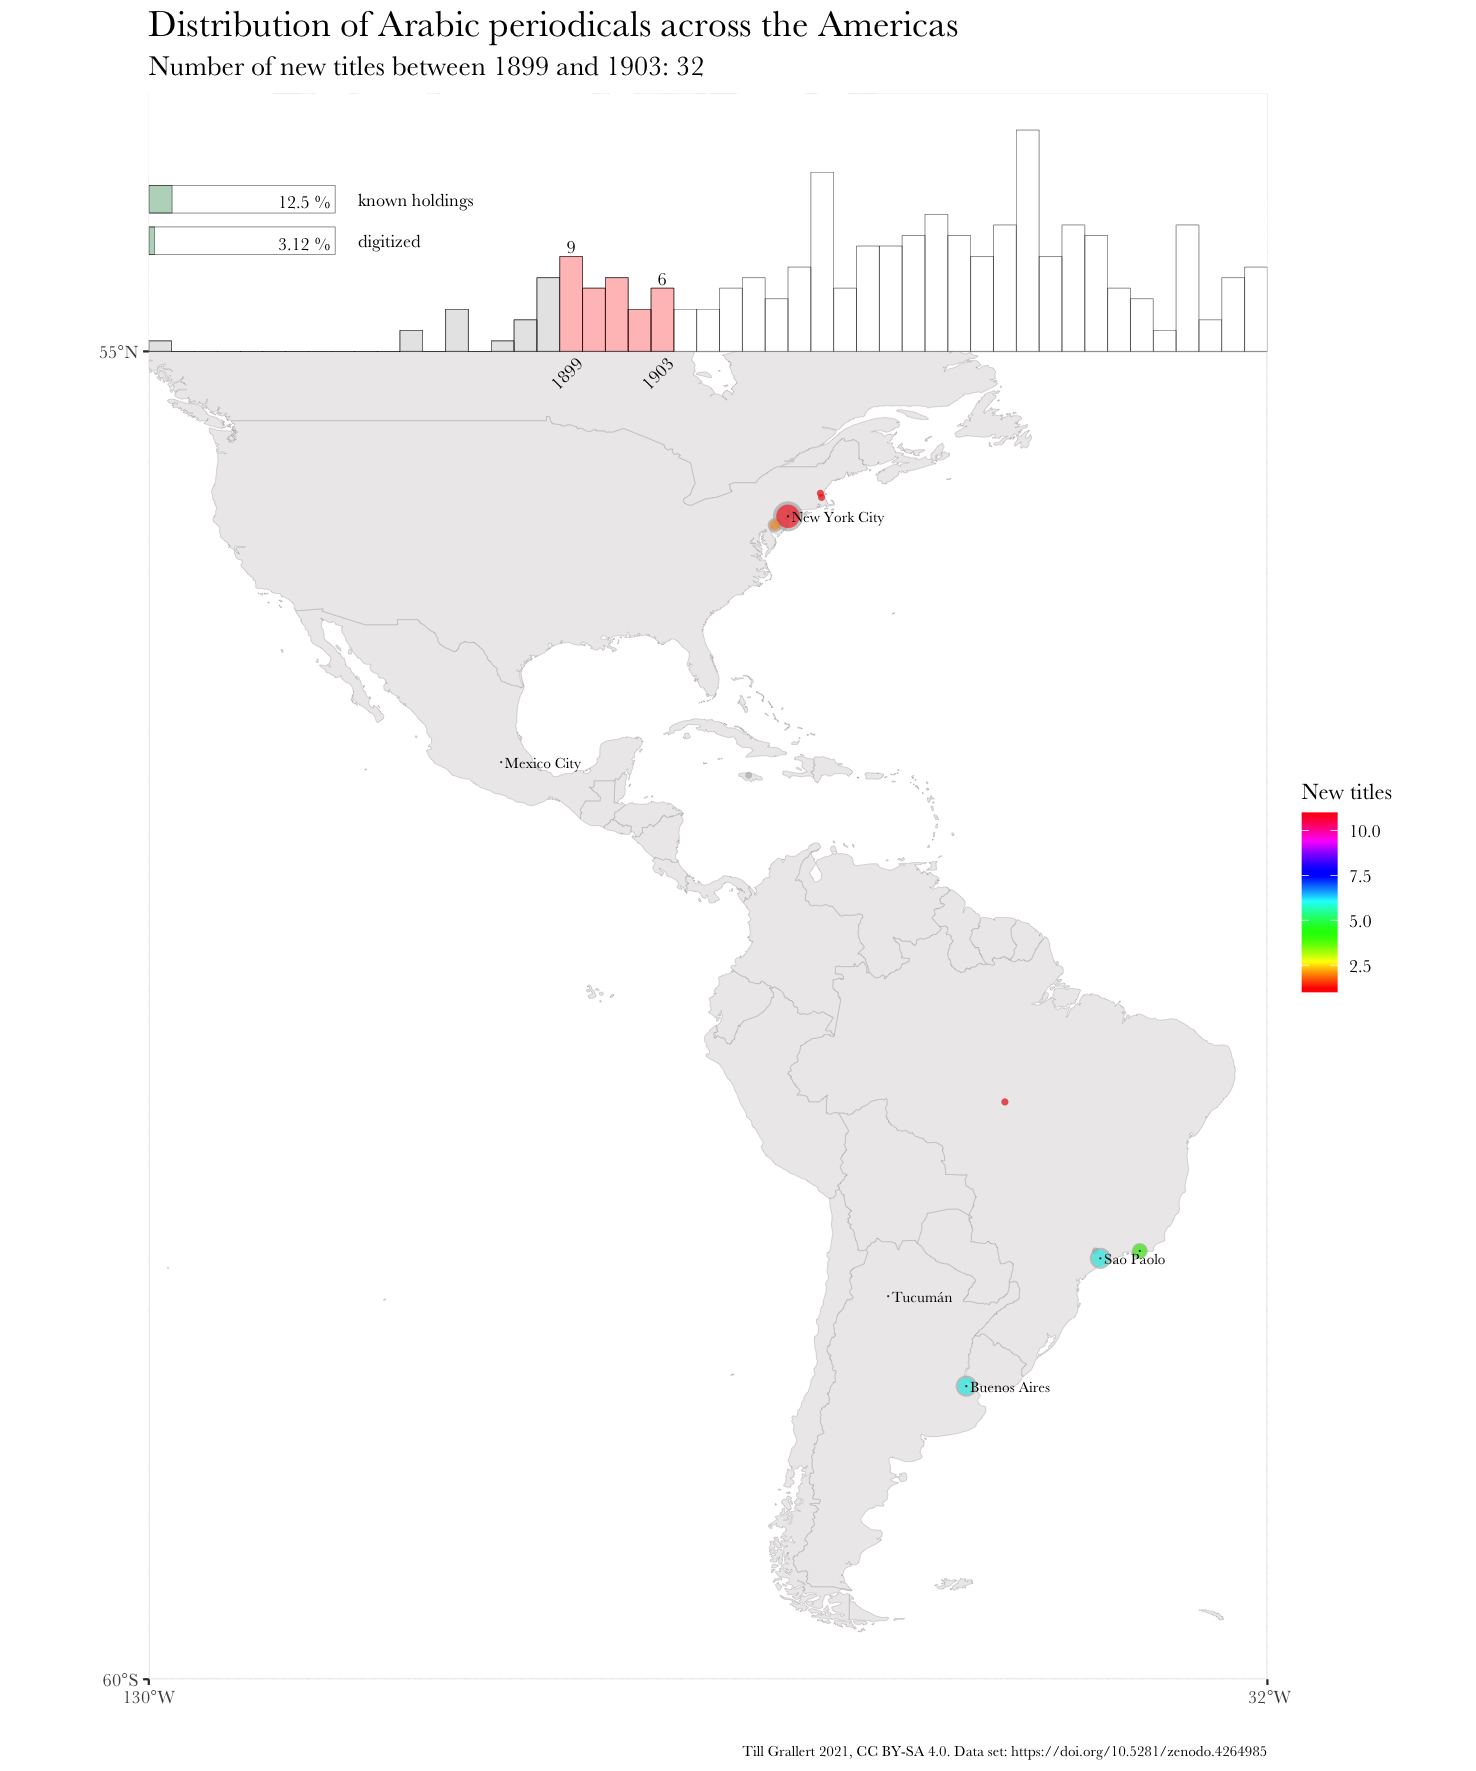 Distribution of Arabic periodicals across the Americas
Number of new titles between 1899 and 1903: 32
12.5 % known holdings
3.12 % digitized
9
6
55°N
1899
1903
New York City
Mexico City
New titles
10.0
7.5
5.0
2.5
Sao Paolo
Tucumán
Buenos Aires
60°S
130°W
32°W
Till Grallert 2021, CC BY-SA 4.0. Data set: https://doi.org/10.5281/zenodo.4264985